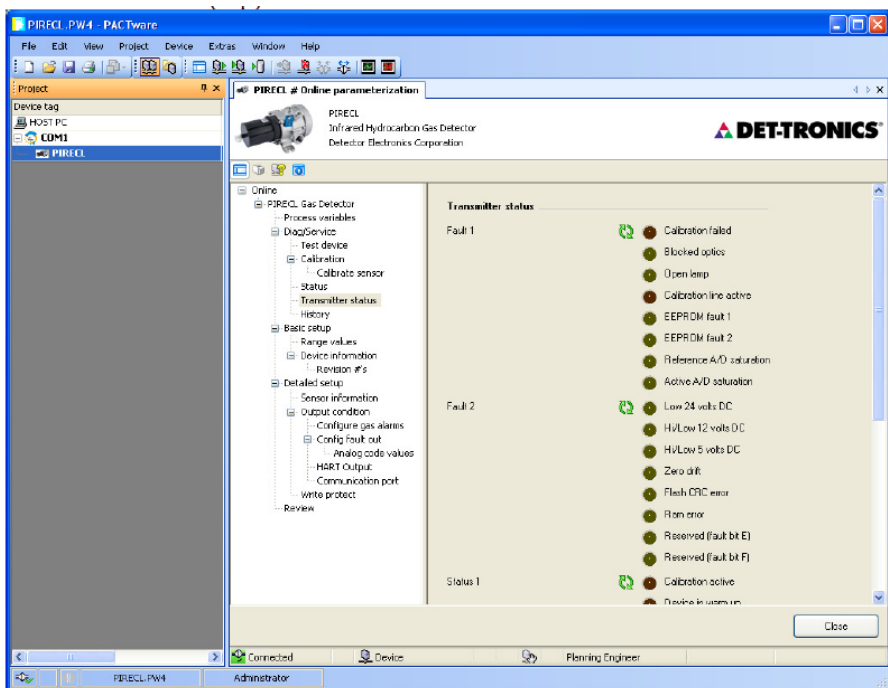 PIRECL.PW4 - PACTware
File Edit View Project Device Extras Window Help
Project
PIRECL # Online parameterization
Device tag
HOST PC
COM1
PIRECL
PIRECL
Infrared Hydrocarbon Gas Detector
Detector Electronics Corporation
DET-TRONICS
Online
PIRECL Gas Detector
Process variables
Diag/Service
Test device
Calibration
Calibrate sensor
Status
Transmitter status
History
Basic setup
Range values
Device information
Revision #'s
Detailed setup
Sensor information
Output condition
Configure gas alarms
Config fault out
Analog code values
HART Output
Communication port
Write protect
Review
Transmitter status
Fault 1
Calibration failed
Blocked optics
Open lamp
Calibration line active
EEPROM fault 1
EEPROM fault 2
Reference A/D saturation
Active A/D saturation
Fault 2
Low 24 volts DC
Hi/Low 12 volts DC
Hi/Low 5 volts DC
Zero drift
Flash CRC error
Ram error
Reserved (fault bit E)
Reserved (fault bit F)
Status 1
Calibration active
Device in warm up
Close
Connected Device Planning Engineer
PIRECL.PW4 Administrator